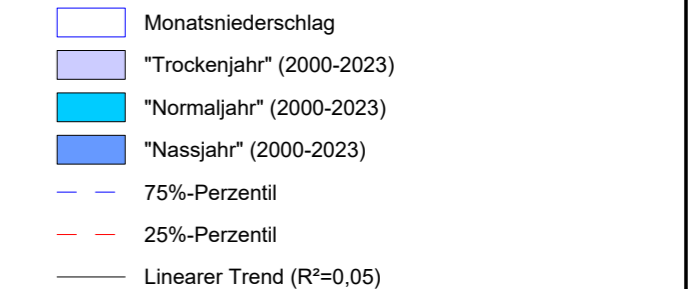 Monatsniederschlag
"Trockenjahr" (2000-2023)
"Normaljahr" (2000-2023)
"Nassjahr" (2000-2023)
75%-Perzentil
25%-Perzentil
Linearer Trend (R²=0,05)